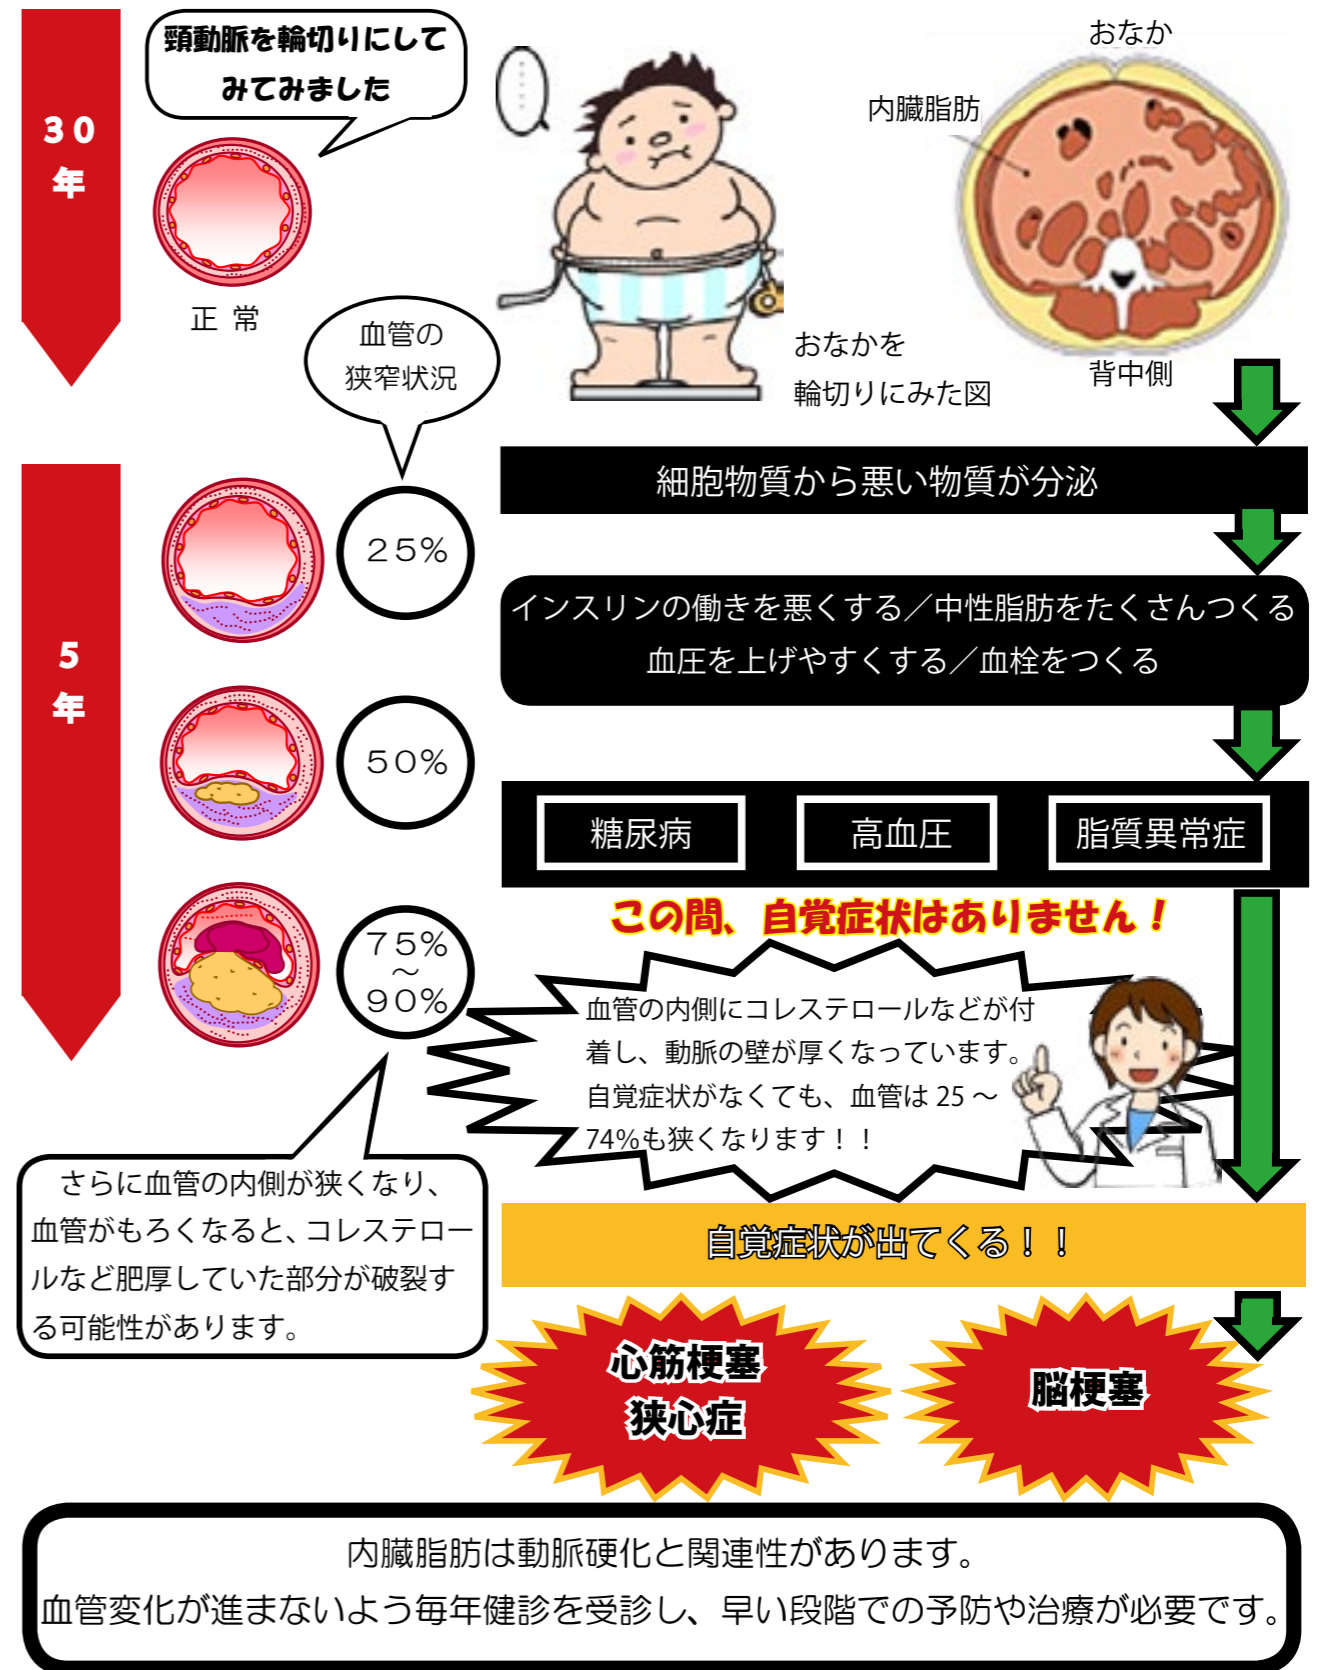 30
年
頸動脈を輪切りにして
みてみました
正 常
血管の
狭窄状況
おなか
内臓脂肪
背中側
おなかを
輪切りにみた図
5
年
25%
50%
75%
～
90%
細胞物質から悪い物質が分泌
インスリンの働きを悪くする／中性脂肪をたくさんつくる
血圧を上げやすくする／血栓をつくる
糖尿病
高血圧
脂質異常症
この間、自覚症状はありません！
血管の内側にコレステロールなどが付
着し、動脈の壁が厚くなっています。
自覚症状がなくても、血管は 25 ～
74%も狭くなります！！
さらに血管の内側が狭くなり、
血管がもろくなると、コレステロー
ルなど肥厚していた部分が破裂す
る可能性があります。
自覚症状が出てくる！！
心筋梗塞
狭心症
脳梗塞
内臓脂肪は動脈硬化と関連性があります。
血管変化が進まないよう毎年健診を受診し、早い段階での予防や治療が必要です。